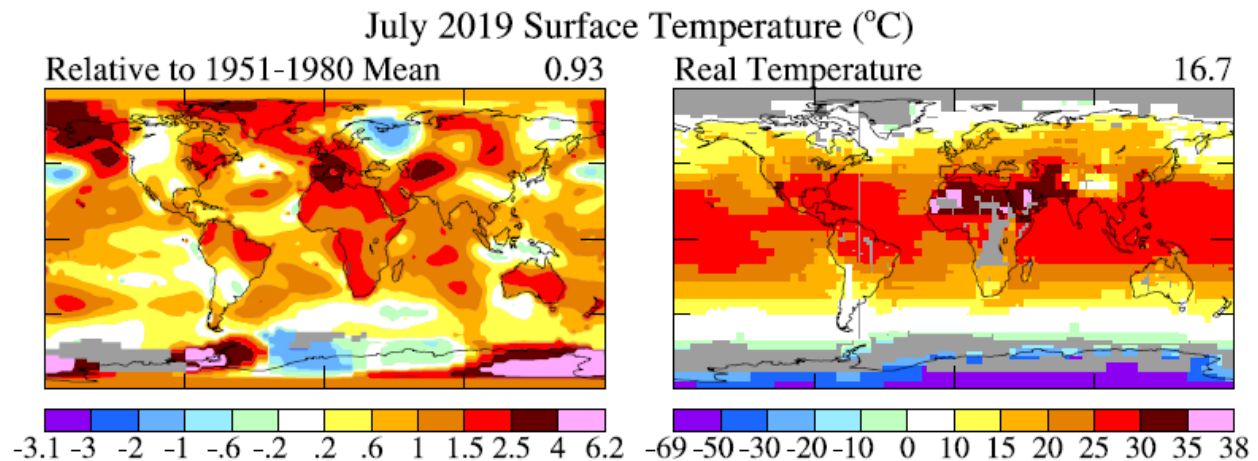 July 2019 Surface Temperature (°C)
Relative to 1951-1980 Mean 0.93
Real Temperature 16.7
-3.1 -3 -2 -1 -.6 -.2 .2 .6 1 1.5 2.5 4 6.2
-69 -50 -30 -20 -10 0 10 15 20 25 30 35 38